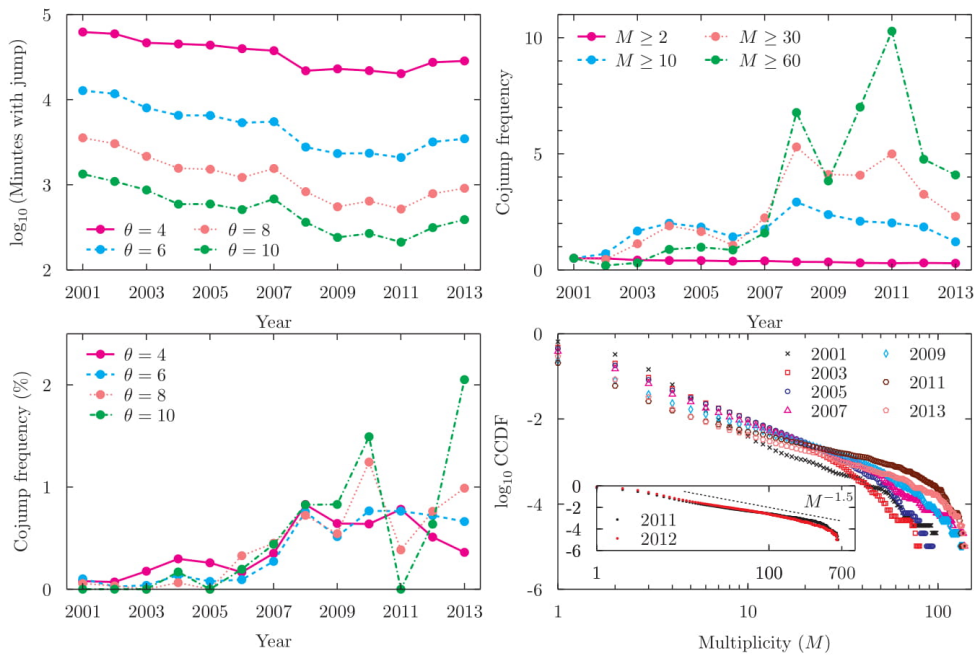 5
4
3
2
log₁₀ (Minutes with jump)
θ = 4
θ = 6
θ = 8
θ = 10
2001 2003 2005 2007 2009 2011 2013
Year
10
5
0
Cojump frequency
M ≥ 2
M ≥ 10
M ≥ 30
M ≥ 60
2001 2003 2005 2007 2009 2011 2013
Year
2
1
0
Cojump frequency (%)
θ = 4
θ = 6
θ = 8
θ = 10
2001 2003 2005 2007 2009 2011 2013
Year
0
-2
-4
-6
log₁₀ CCDF
2001
2003
2005
2007
2009
2011
2013
0
-2
-4
-6
M⁻¹·⁵
2011
2012
1 100 700
1 10 100
Multiplicity (M)